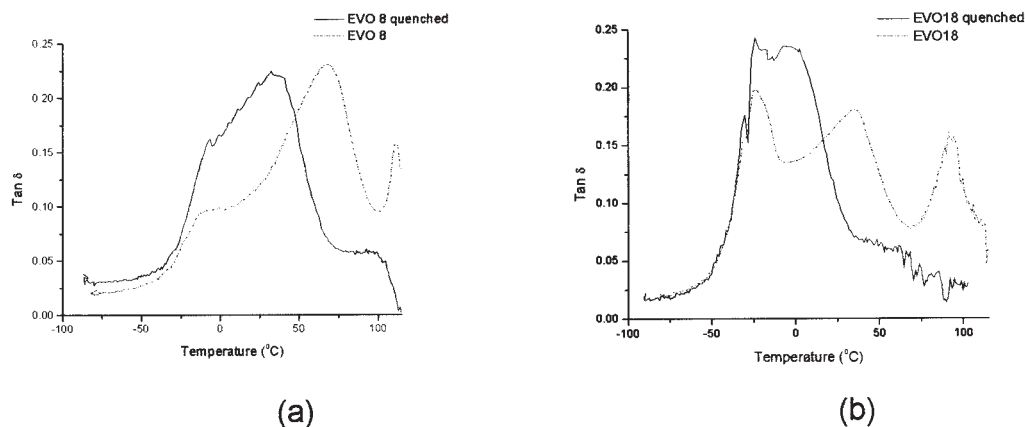 EVO 8 quenched
EVO 8
0.25
0.20
0.15
0.10
0.05
0.00
Tan δ
-100
-50
0
50
100
Temperature (°C)
(a)
EVO18 quenched
EVO18
0.25
0.20
0.15
0.10
0.05
0.00
Tan δ
-100
-50
0
50
100
Temperature (°C)
(b)